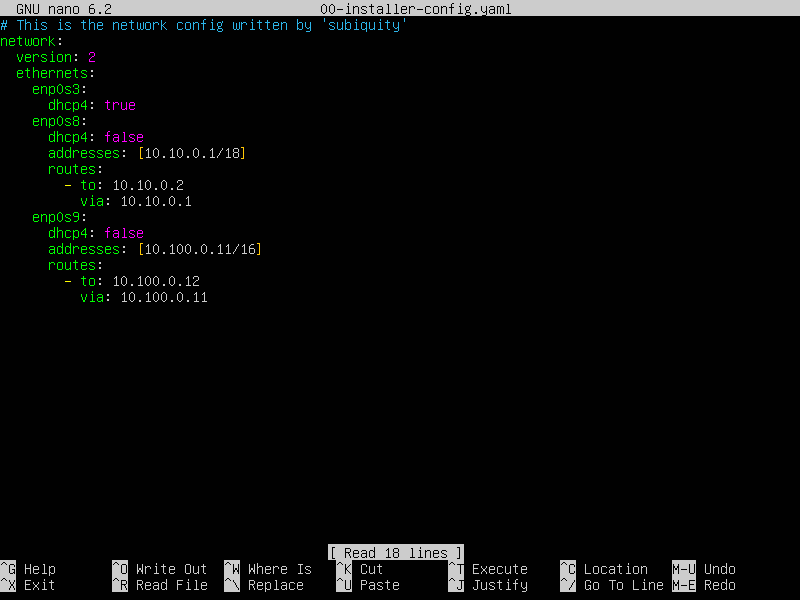 GNU nano 6.2 00-installer-config.yaml
# This is the network config written by 'subiquity'
network:
  version: 2
  ethernets:
    enp0s3:
      dhcp4: true
    enp0s8:
      dhcp4: false
      addresses: [10.10.0.1/18]
      routes:
        - to: 10.10.0.2
          via: 10.10.0.1
    enp0s9:
      dhcp4: false
      addresses: [10.100.0.11/16]
      routes:
        - to: 10.100.0.12
          via: 10.100.0.11
[ Read 18 lines ]
^G Help ^O Write Out ^W Where Is ^K Cut ^T Execute ^C Location M-U Undo
^X Exit ^R Read File ^\ Replace ^U Paste ^J Justify ^/ Go To Line M-E Redo